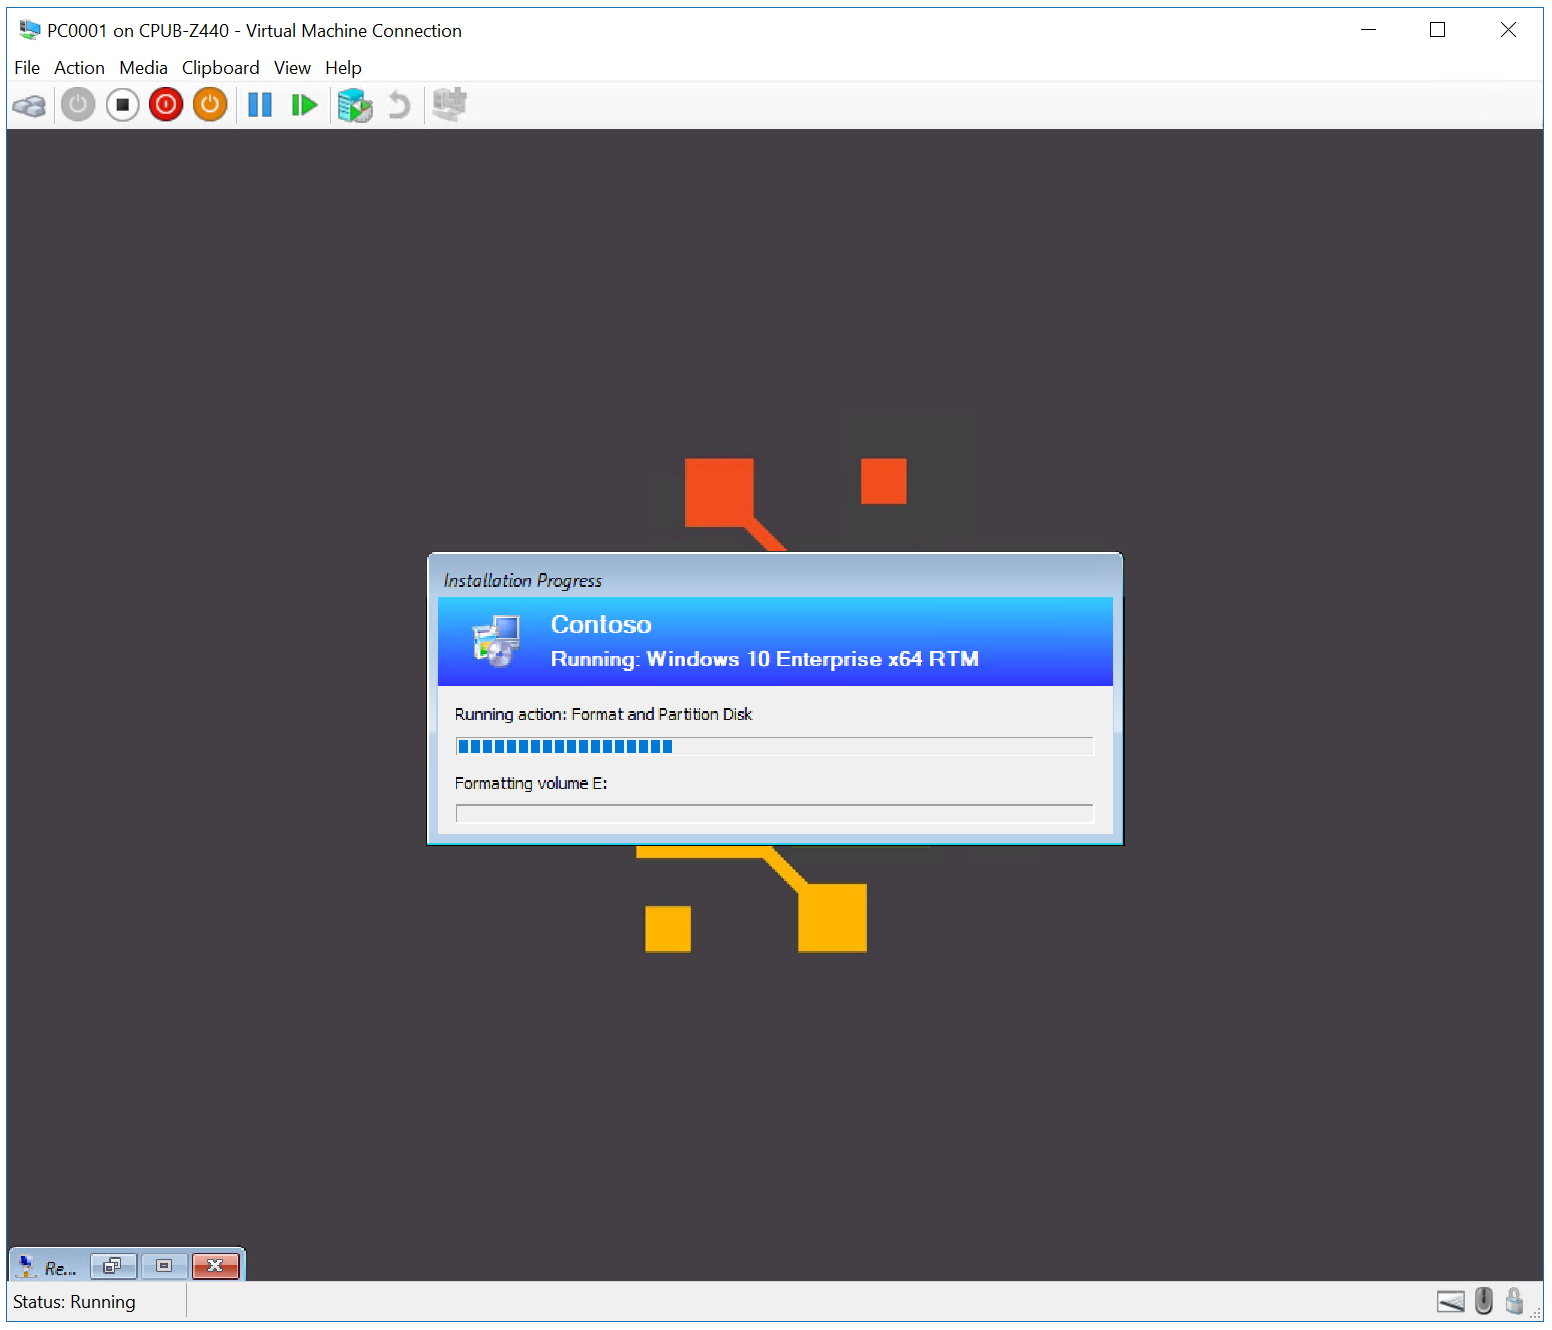 PC0001 on CPUB-Z440 - Virtual Machine Connection
File Action Media Clipboard View Help
Installation Progress
Contoso
Running: Windows 10 Enterprise x64 RTM
Running action: Format and Partition Disk
Formatting volume E:
Re...
Status: Running